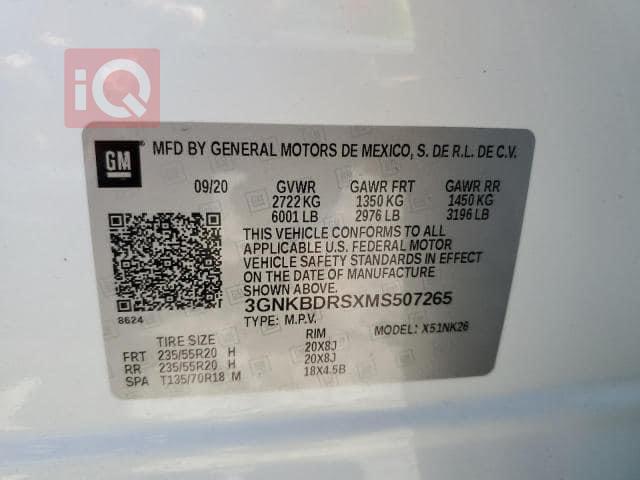 iQ
GM MFD BY GENERAL MOTORS DE MEXICO, S. DE R.L. DE C.V.
09/20 GVWR GAWR FRT GAWR RR
2722 KG 1350 KG 1450 KG
6001 LB 2976 LB 3196 LB
THIS VEHICLE CONFORMS TO ALL
APPLICABLE U.S. FEDERAL MOTOR
VEHICLE SAFETY STANDARDS IN EFFECT
ON THE DATE OF MANUFACTURE
SHOWN ABOVE.
3GNKBDRSXMS507265
8624 TYPE: M.P.V. MODEL: X51NK26
TIRE SIZE RIM
FRT 235/55R20 H 20X8J
RR 235/55R20 H 20X8J
SPA T135/70R18 M 18X4.5B